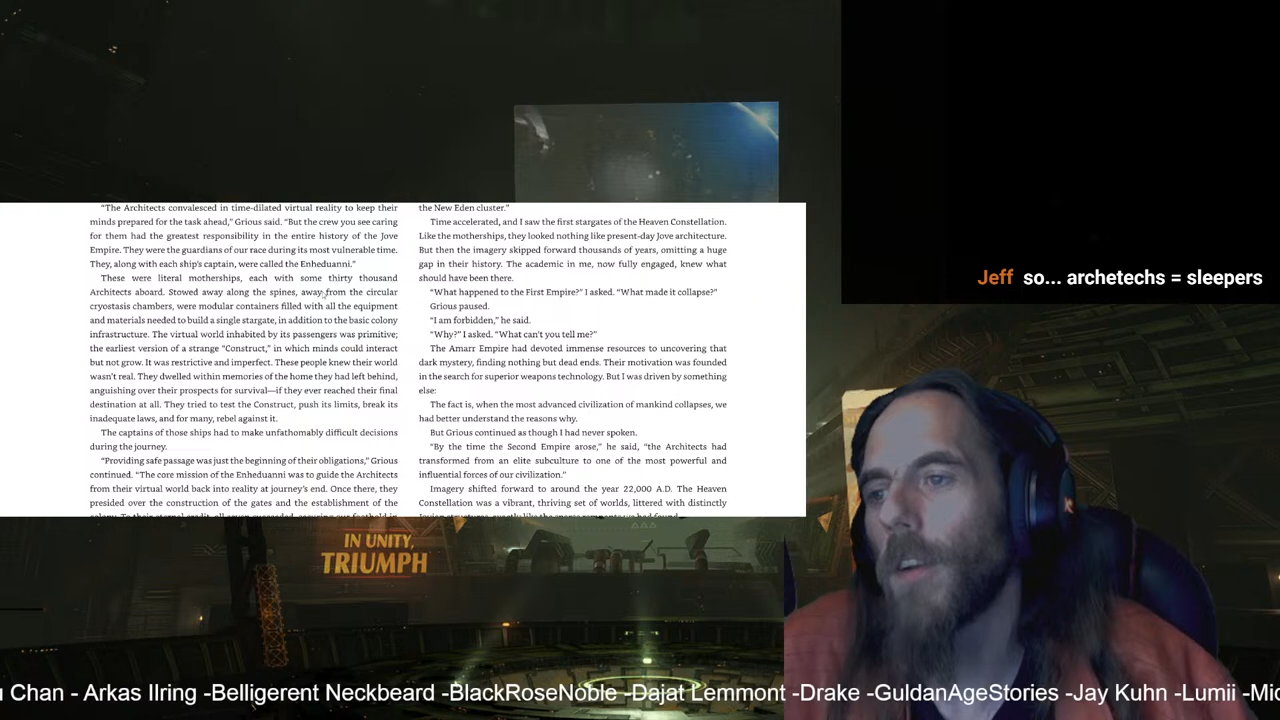 "The Architects convalesced in time-dilated virtual reality to keep their
minds prepared for the task ahead," Grious said. "But the crew you see caring
for them had the greatest responsibility in the entire history of the Jove
Empire. They were the guardians of our race during its most vulnerable time.
They, along with each ship's captain, were called the Enheduanni."
These were literal motherships, each with some thirty thousand
Architects aboard. Stowed away along the spines, away from the circular
cryostasis chambers, were modular containers filled with all the equipment
and materials needed to build a single stargate, in addition to the basic colony
infrastructure. The virtual world inhabited by its passengers was primitive;
the earliest version of a strange "Construct," in which minds could interact
but not grow. It was restrictive and imperfect. These people knew their world
wasn't real. They dwelled within memories of the home they had left behind,
anguishing over their prospects for survival—if they ever reached their final
destination at all. They tried to test the Construct, push its limits, break its
inadequate laws, and for many, rebel against it.
The captains of those ships had to make unfathomably difficult decisions
during the journey.
"Providing safe passage was just the beginning of their obligations," Grious
continued. "The core mission of the Enheduanni was to guide the Architects
from their virtual world back into reality at journey's end. Once there, they
presided over the construction of the gates and the establishment of the
the New Eden cluster."
Time accelerated, and I saw the first stargates of the Heaven Constellation.
Like the motherships, they looked nothing like present-day Jove architecture.
But then the imagery skipped forward thousands of years, omitting a huge
gap in their history. The academic in me, now fully engaged, knew what
should have been there.
"What happened to the First Empire?" I asked. "What made it collapse?"
Grious paused.
"I am forbidden," he said.
"Why?" I asked. "What can't you tell me?"
The Amarr Empire had devoted immense resources to uncovering that
dark mystery, finding nothing but dead ends. Their motivation was founded
in the search for superior weapons technology. But I was driven by something
else:
The fact is, when the most advanced civilization of mankind collapses, we
had better understand the reasons why.
But Grious continued as though I had never spoken.
"By the time the Second Empire arose," he said, "the Architects had
transformed from an elite subculture to one of the most powerful and
influential forces of our civilization."
Imagery shifted forward to around the year 22,000 A.D. The Heaven
Constellation was a vibrant, thriving set of worlds, littered with distinctly
Jeff so... archetechs = sleepers
IN UNITY,
TRIUMPH
Chan - Arkas Ilring -Belligerent Neckbeard -BlackRoseNoble -Dajat Lemmont -Drake -GuldanAgeStories -Jay Kuhn -Lumii